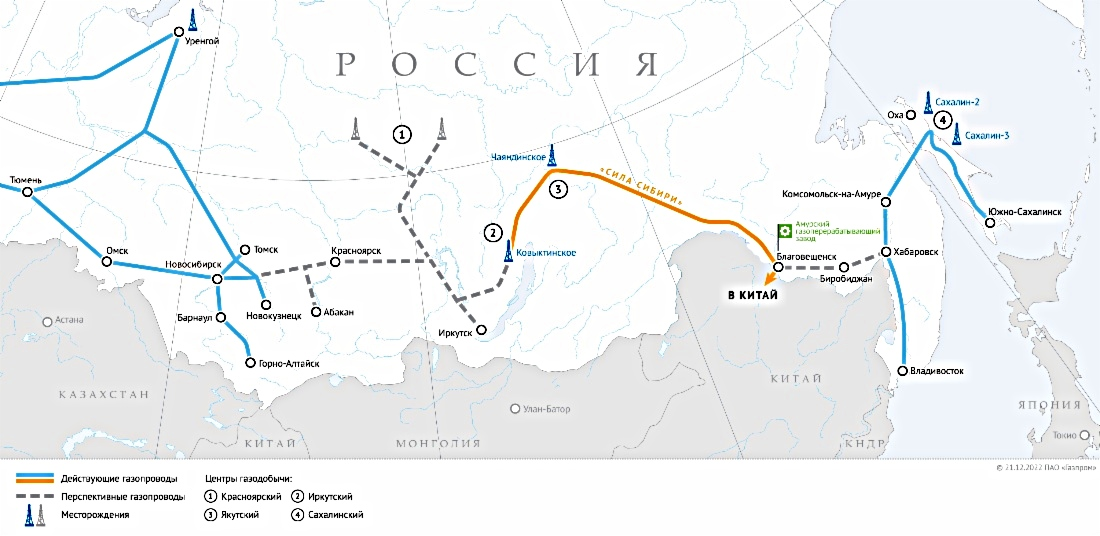 Уренгой
РОССИЯ
Сахалин-2
Оха
4
Сахалин-3
1
Чаяндинское
Тюмень
3
«СИЛА СИБИРИ»
Комсомольск-на-Амуре
Южно-Сахалинск
2
Амурский
газоперерабатывающий
завод
Омск
Томск
Красноярск
Ковыктинское
Новосибирск
Благовещенск
Хабаровск
Биробиджан
В КИТАЙ
Астана
Барнаул
Новокузнецк
Абакан
Иркутск
Горно-Алтайск
Владивосток
КАЗАХСТАН
КИТАЙ
Улан-Батор
ЯПОНИЯ
КИТАЙ
МОНГОЛИЯ
КНДР
Токио
© 21.12.2022 ПАО «Газпром»
Действующие газопроводы
Перспективные газопроводы
Месторождения
Центры газодобычи:
1 Красноярский 2 Иркутский
3 Якутский 4 Сахалинский